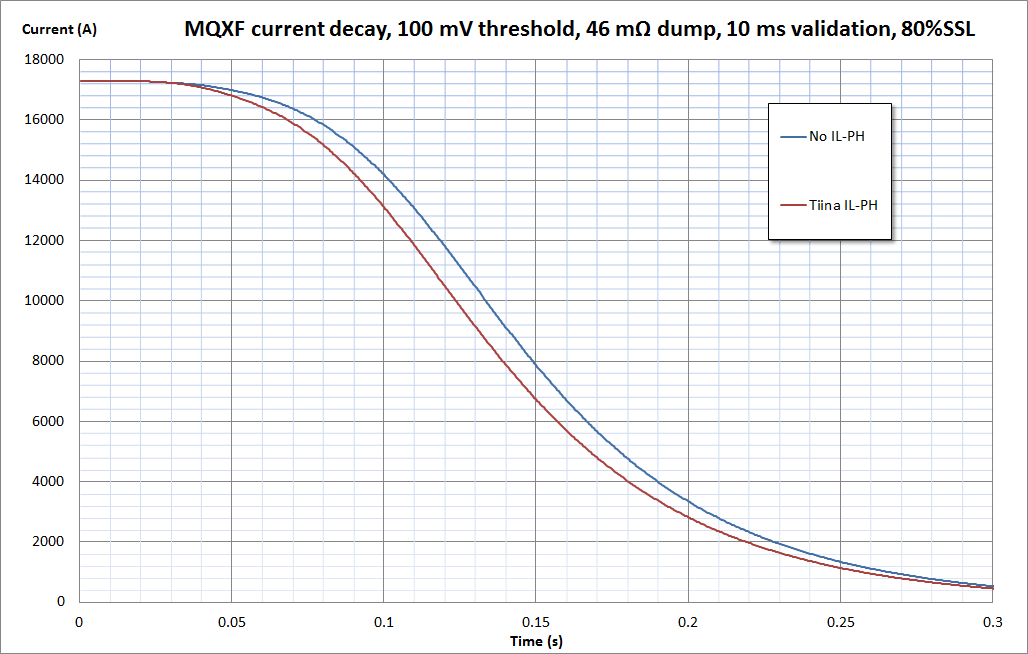 Current (A)
MQXF current decay, 100 mV threshold, 46 mΩ dump, 10 ms validation, 80%SSL
18000
16000
14000
12000
10000
8000
6000
4000
2000
0
No IL-PH
Tiina IL-PH
0 0.05 0.1 0.15 0.2 0.25 0.3
Time (s)